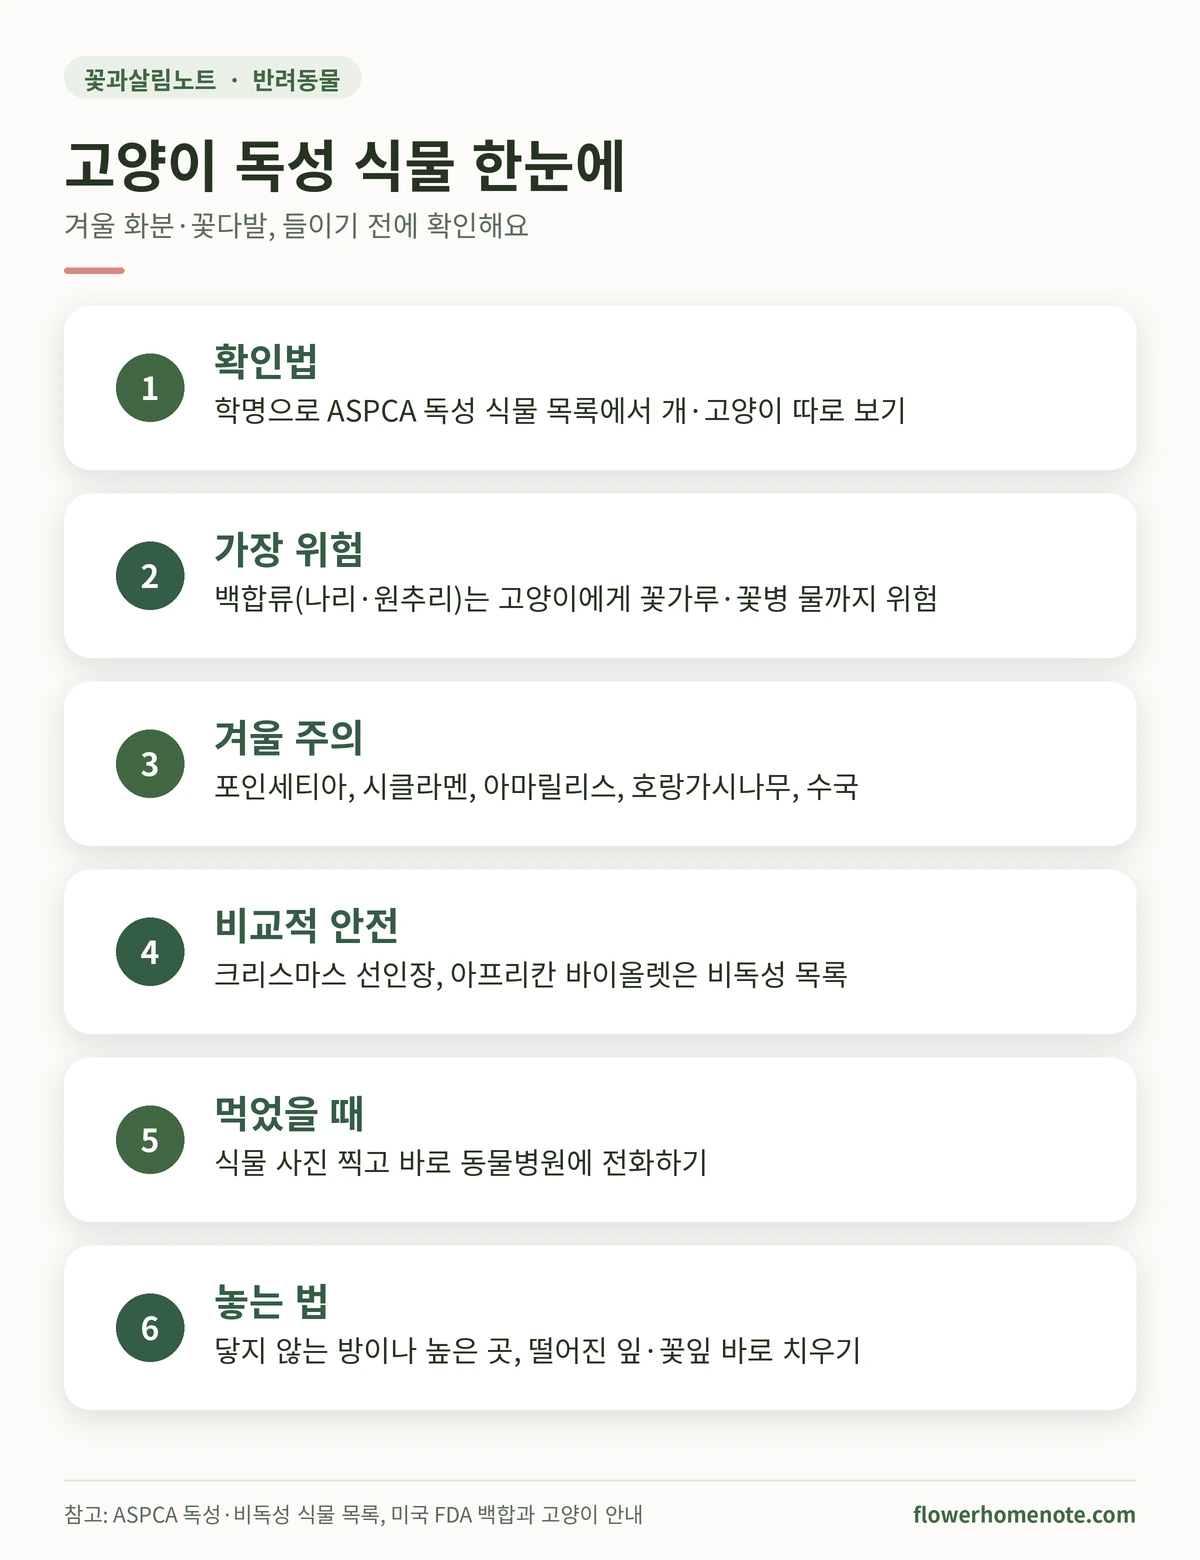 꽃과살림노트 · 반려동물
고양이 독성 식물 한눈에
겨울 화분·꽃다발, 들이기 전에 확인해요
1
확인법
학명으로 ASPCA 독성 식물 목록에서 개·고양이 따로 보기
2
가장 위험
백합류(나리·원추리)는 고양이에게 꽃가루·꽃병 물까지 위험
3
겨울 주의
포인세티아, 시클라멘, 아마릴리스, 호랑가시나무, 수국
4
비교적 안전
크리스마스 선인장, 아프리칸 바이올렛은 비독성 목록
5
먹었을 때
식물 사진 찍고 바로 동물병원에 전화하기
6
놓는 법
닿지 않는 방이나 높은 곳, 떨어진 잎·꽃잎 바로 치우기
참고: ASPCA 독성·비독성 식물 목록, 미국 FDA 백합과 고양이 안내
flowerhomenote.com